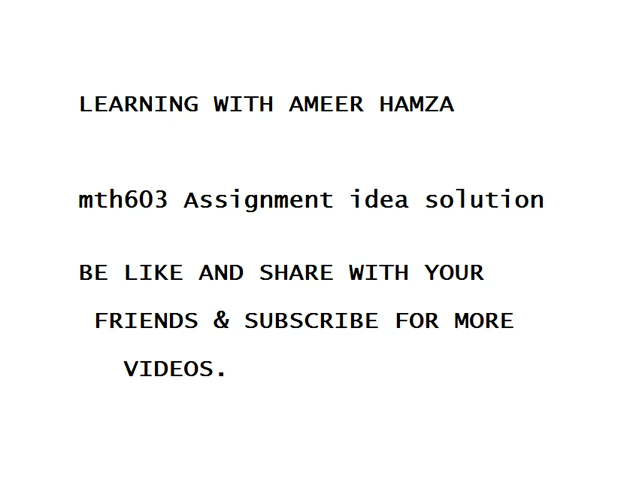 LEARNING WITH AMEER HAMZA
mth603 Assignment idea solution
BE LIKE AND SHARE WITH YOUR
FRIENDS & SUBSCRIBE FOR MORE
VIDEOS.